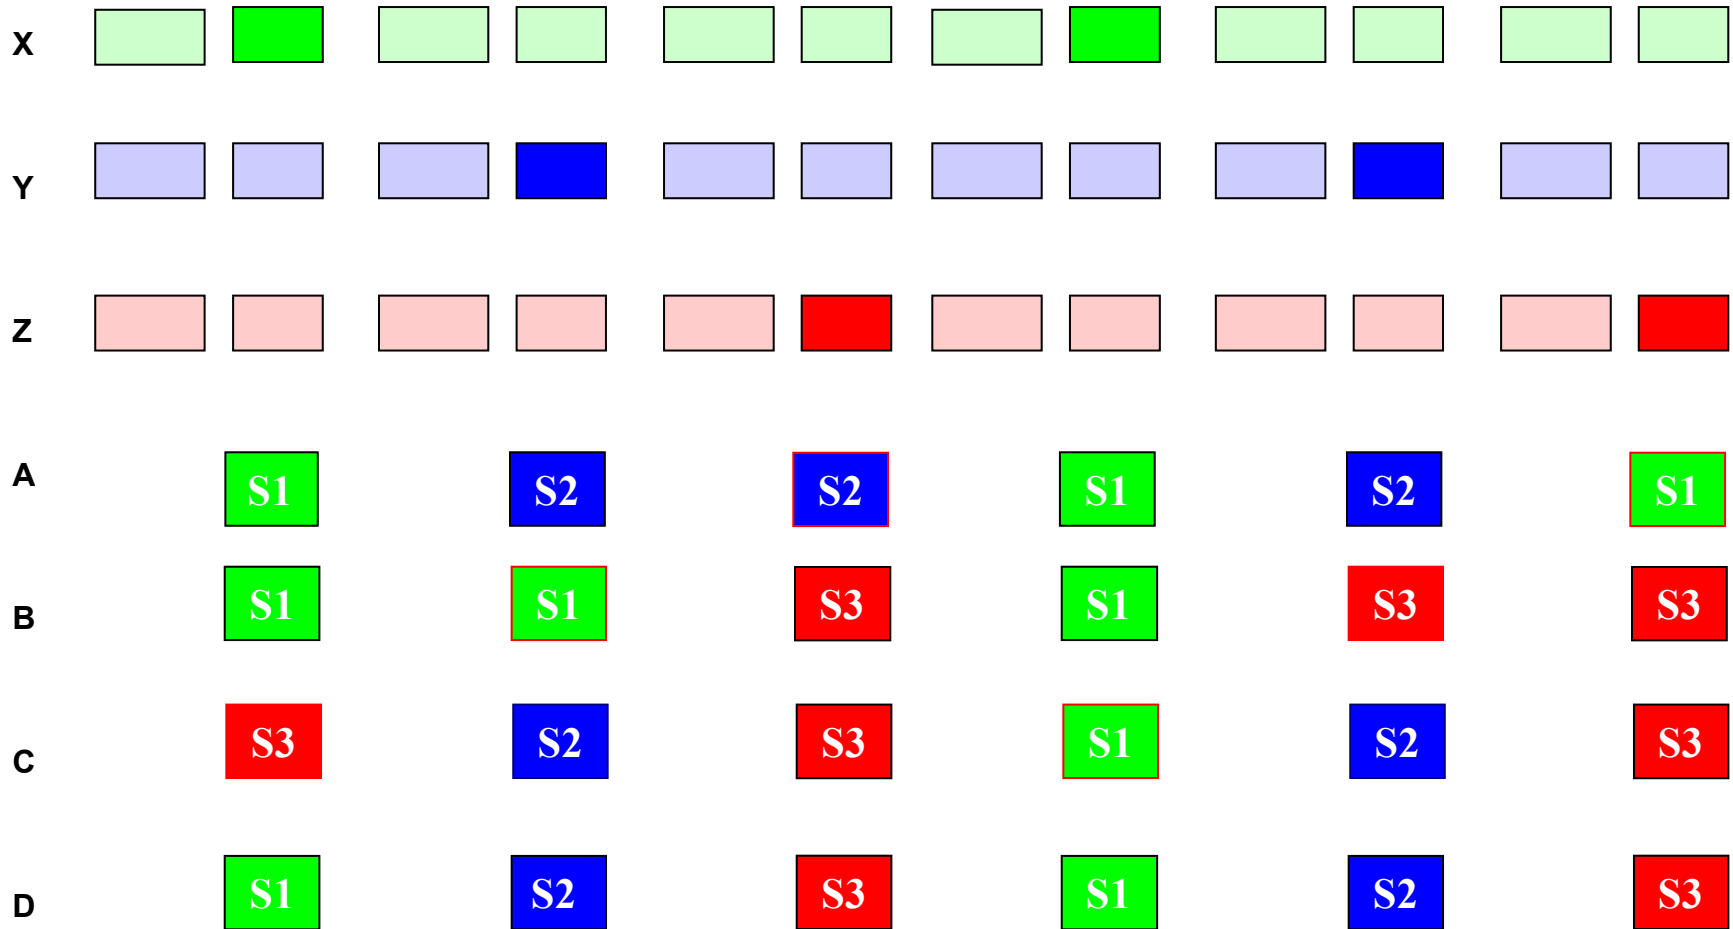 X
Y
Z
A S1 S2 S2 S1 S2 S1
B S1 S1 S3 S1 S3 S3
C S3 S2 S3 S1 S2 S3
D S1 S2 S3 S1 S2 S3